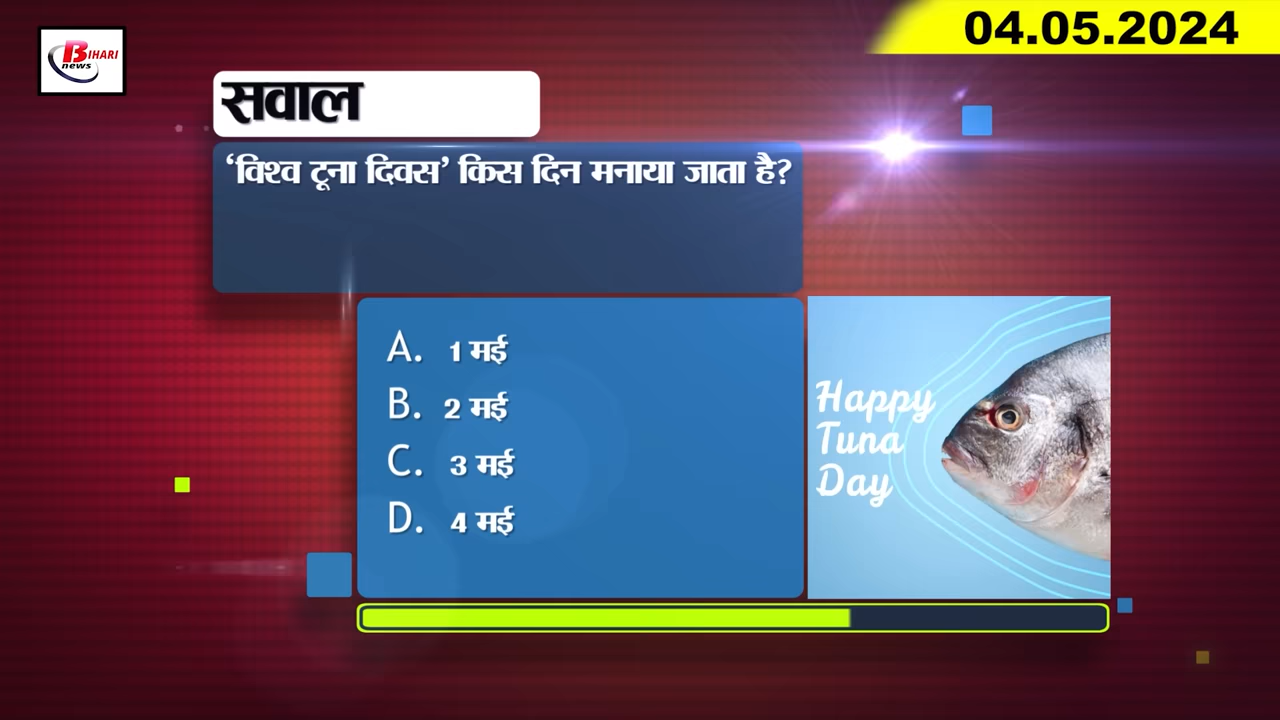 04.05.2024
BIHARI
news
सवाल
‘विश्व टूना दिवस’ किस दिन मनाया जाता है?
A. 1 मई
B. 2 मई
C. 3 मई
D. 4 मई
Happy
Tuna
Day